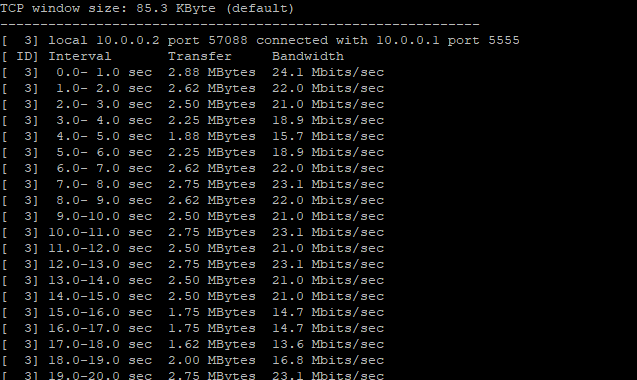 TCP window size: 85.3 KByte (default)
------------------------------------------------------------
[  3] local 10.0.0.2 port 57088 connected with 10.0.0.1 port 5555
[ ID] Interval       Transfer     Bandwidth
[  3]  0.0- 1.0 sec  2.88 MBytes  24.1 Mbits/sec
[  3]  1.0- 2.0 sec  2.62 MBytes  22.0 Mbits/sec
[  3]  2.0- 3.0 sec  2.50 MBytes  21.0 Mbits/sec
[  3]  3.0- 4.0 sec  2.25 MBytes  18.9 Mbits/sec
[  3]  4.0- 5.0 sec  1.88 MBytes  15.7 Mbits/sec
[  3]  5.0- 6.0 sec  2.25 MBytes  18.9 Mbits/sec
[  3]  6.0- 7.0 sec  2.62 MBytes  22.0 Mbits/sec
[  3]  7.0- 8.0 sec  2.75 MBytes  23.1 Mbits/sec
[  3]  8.0- 9.0 sec  2.62 MBytes  22.0 Mbits/sec
[  3]  9.0-10.0 sec  2.50 MBytes  21.0 Mbits/sec
[  3] 10.0-11.0 sec  2.75 MBytes  23.1 Mbits/sec
[  3] 11.0-12.0 sec  2.50 MBytes  21.0 Mbits/sec
[  3] 12.0-13.0 sec  2.75 MBytes  23.1 Mbits/sec
[  3] 13.0-14.0 sec  2.50 MBytes  21.0 Mbits/sec
[  3] 14.0-15.0 sec  2.50 MBytes  21.0 Mbits/sec
[  3] 15.0-16.0 sec  1.75 MBytes  14.7 Mbits/sec
[  3] 16.0-17.0 sec  1.75 MBytes  14.7 Mbits/sec
[  3] 17.0-18.0 sec  1.62 MBytes  13.6 Mbits/sec
[  3] 18.0-19.0 sec  2.00 MBytes  16.8 Mbits/sec
[  3] 19.0-20.0 sec  2.75 MBytes  23.1 Mbits/sec